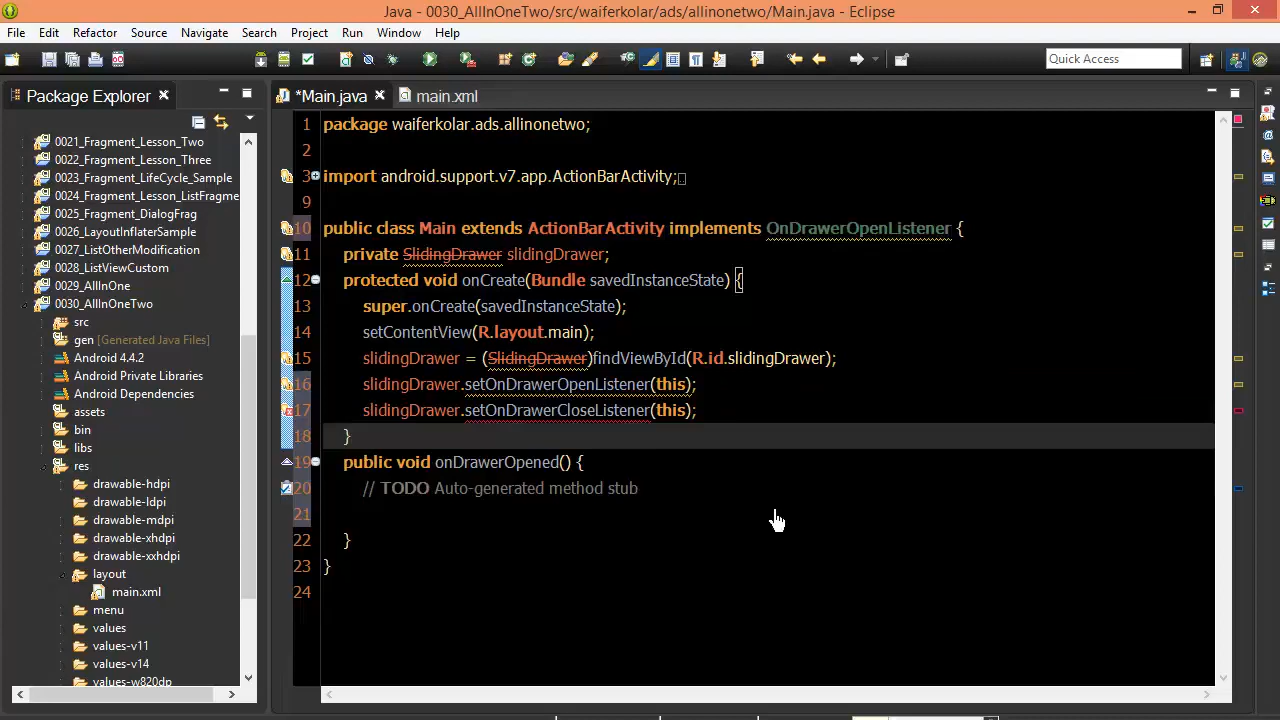 Java - 0030_AllInOneTwo/src/waiferkolar/ads/allinonetwo/Main.java - Eclipse
File Edit Refactor Source Navigate Search Project Run Window Help
Quick Access
Package Explorer
*Main.java
main.xml
0021_Fragment_Lesson_Two
0022_Fragment_Lesson_Three
0023_Fragment_LifeCycle_Sample
0024_Fragment_Lesson_ListFragme
0025_Fragment_DialogFrag
0026_LayoutInflaterSample
0027_ListOtherModification
0028_ListViewCustom
0029_AllInOne
0030_AllInOneTwo
src
gen [Generated Java Files]
Android 4.4.2
Android Private Libraries
Android Dependencies
assets
bin
libs
res
drawable-hdpi
drawable-ldpi
drawable-mdpi
drawable-xhdpi
drawable-xxhdpi
layout
main.xml
menu
values
values-v11
values-v14
values-w820dp
1 package waiferkolar.ads.allinonetwo;
2
3 import android.support.v7.app.ActionBarActivity;
9
10 public class Main extends ActionBarActivity implements OnDrawerOpenListener {
11 private SlidingDrawer slidingDrawer;
12 protected void onCreate(Bundle savedInstanceState) {
13 super.onCreate(savedInstanceState);
14 setContentView(R.layout.main);
15 slidingDrawer = (SlidingDrawer)findViewById(R.id.slidingDrawer);
16 slidingDrawer.setOnDrawerOpenListener(this);
17 slidingDrawer.setOnDrawerCloseListener(this);
18 }
19 public void onDrawerOpened() {
20 // TODO Auto-generated method stub
21
22 }
23 }
24